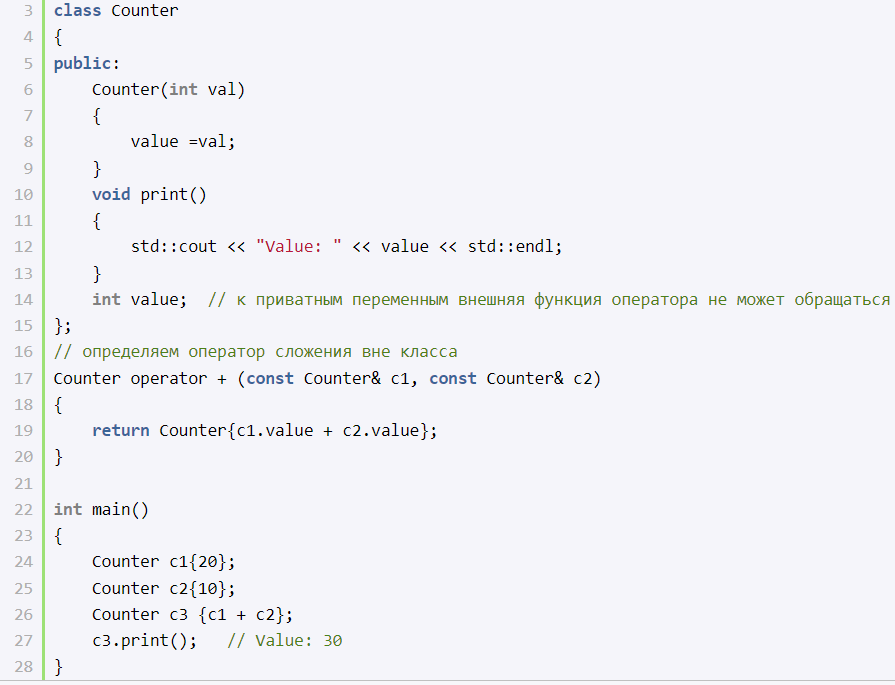 3 class Counter
4 {
5 public:
6     Counter(int val)
7     {
8         value =val;
9     }
10     void print()
11     {
12         std::cout << "Value: " << value << std::endl;
13     }
14     int value;  // к приватным переменным внешняя функция оператора не может обращаться
15 };
16 // определяем оператор сложения вне класса
17 Counter operator + (const Counter& c1, const Counter& c2)
18 {
19     return Counter{c1.value + c2.value};
20 }
21
22 int main()
23 {
24     Counter c1{20};
25     Counter c2{10};
26     Counter c3 {c1 + c2};
27     c3.print();   // Value: 30
28 }